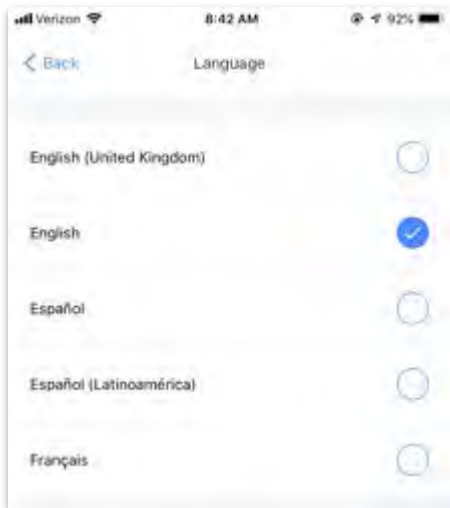 Verizon 8:42 AM 92%
Back Language
English (United Kingdom)
English
Español
Español (Latinoamérica)
Français